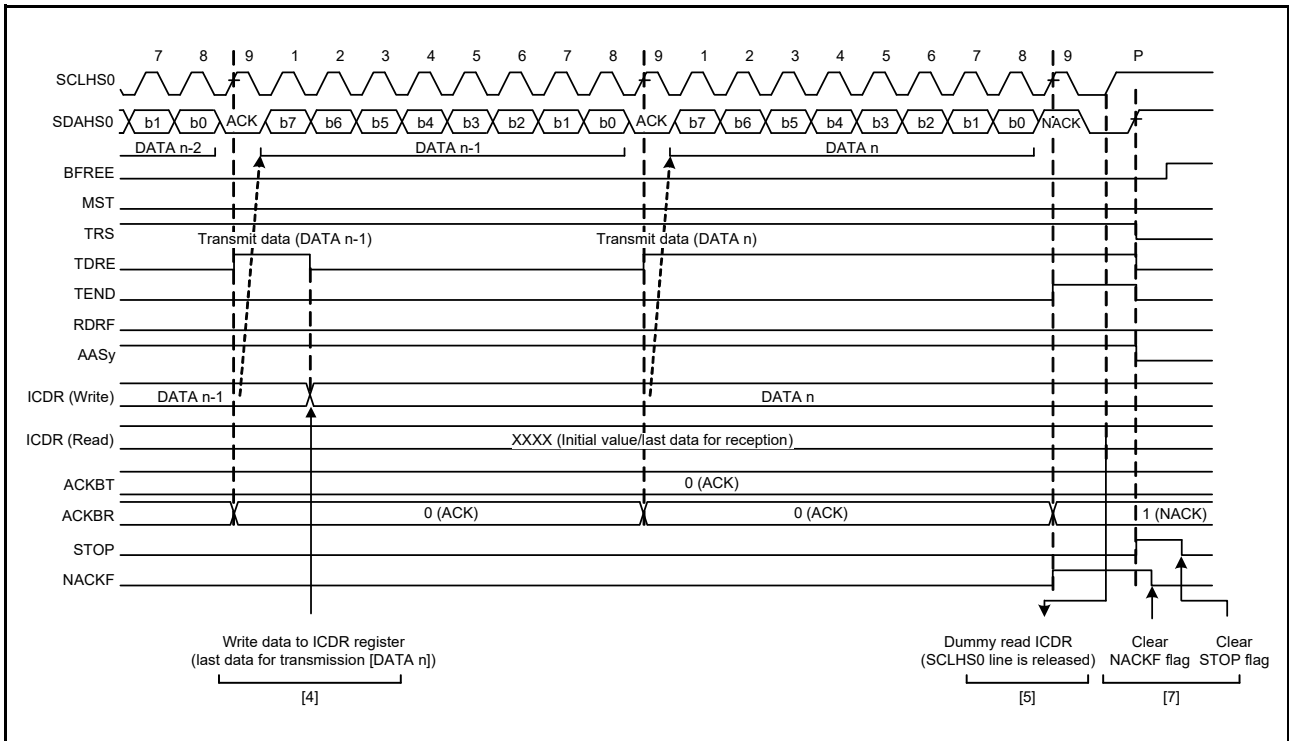 7 8 9 1 2 3 4 5 6 7 8 9 1 2 3 4 5 6 7 8 9 P
SCLHS0
SDAHS0 b1 b0 ACK b7 b6 b5 b4 b3 b2 b1 b0 ACK b7 b6 b5 b4 b3 b2 b1 b0 NACK
DATA n-2 DATA n-1 DATA n
BFREE
MST
TRS
Transmit data (DATA n-1) Transmit data (DATA n)
TDRE
TEND
RDRF
AASy
ICDR (Write) DATA n-1 DATA n
ICDR (Read) XXXX (Initial value/last data for reception)
ACKBT 0 (ACK)
ACKBR 0 (ACK) 0 (ACK) 1 (NACK)
STOP
NACKF
Write data to ICDR register
(last data for transmission [DATA n])
[4]
Dummy read ICDR
(SCLHS0 line is released)
[5]
Clear
NACKF flag
Clear
STOP flag
[7]